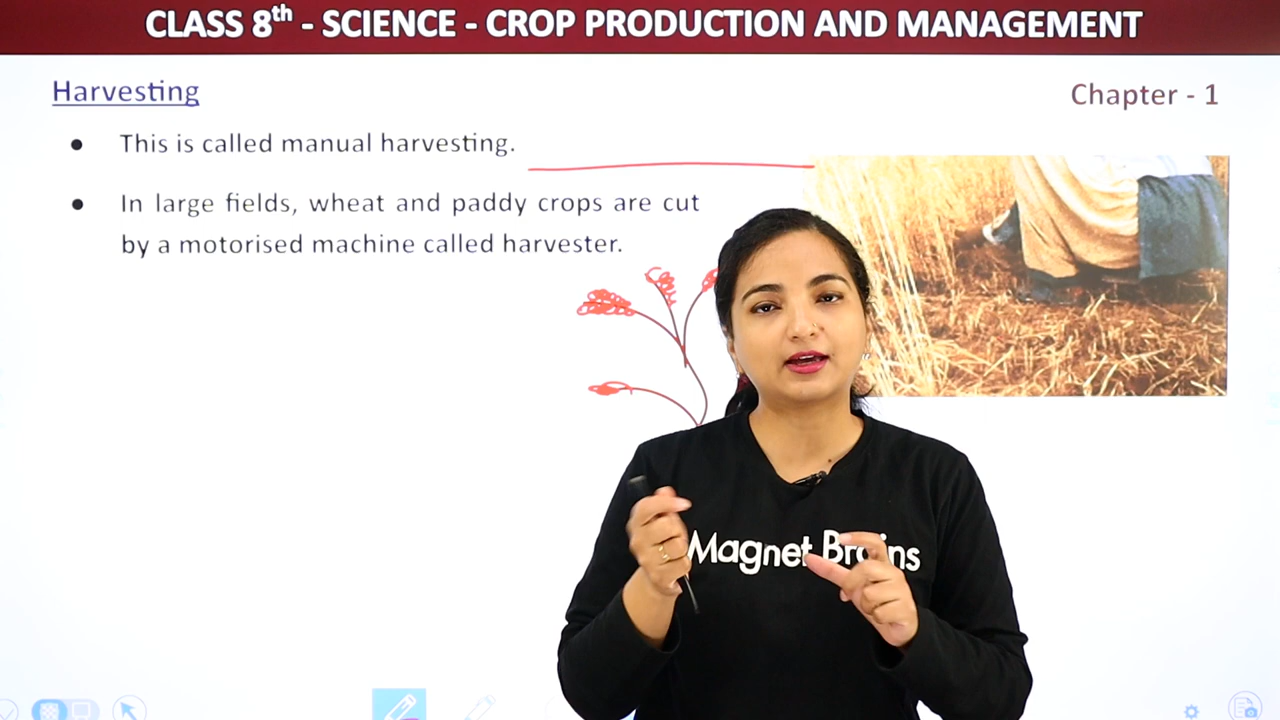 CLASS 8th - SCIENCE - CROP PRODUCTION AND MANAGEMENT
Harvesting
Chapter - 1
● This is called manual harvesting.
● In large fields, wheat and paddy crops are cut
by a motorised machine called harvester.
Magnet Brains